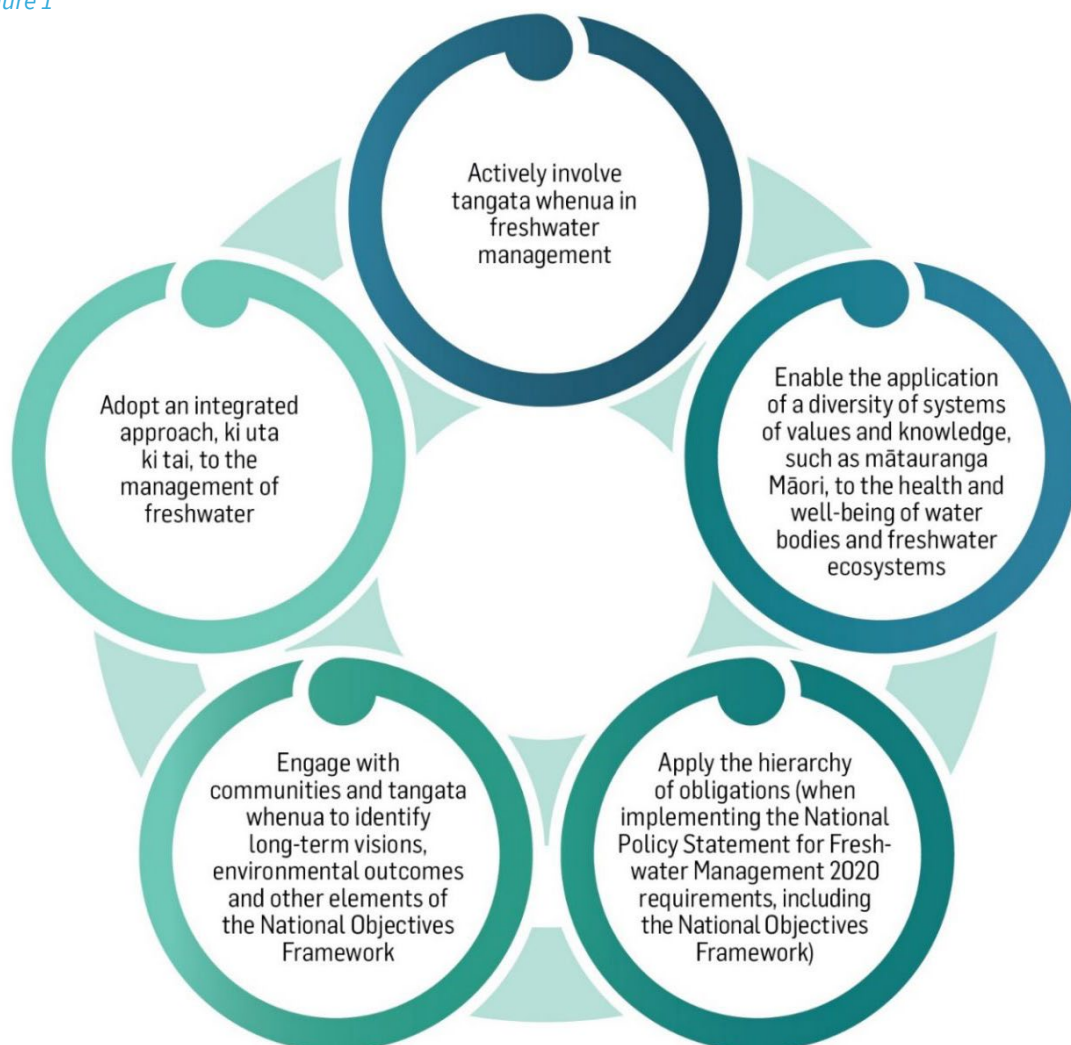 ure 1
Actively involve
tangata whenua in
freshwater
management
Enable the application
of a diversity of systems
of values and knowledge,
such as mātauranga
Māori, to the health and
well-being of water
bodies and freshwater
ecosystems
Apply the hierarchy
of obligations (when
implementing the National
Policy Statement for Fresh-
water Management 2020
requirements, including
the National Objectives
Framework)
Engage with
communities and tangata
whenua to identify
long-term visions,
environmental outcomes
and other elements of
the National Objectives
Framework
Adopt an integrated
approach, ki uta
ki tai, to the
management of
freshwater